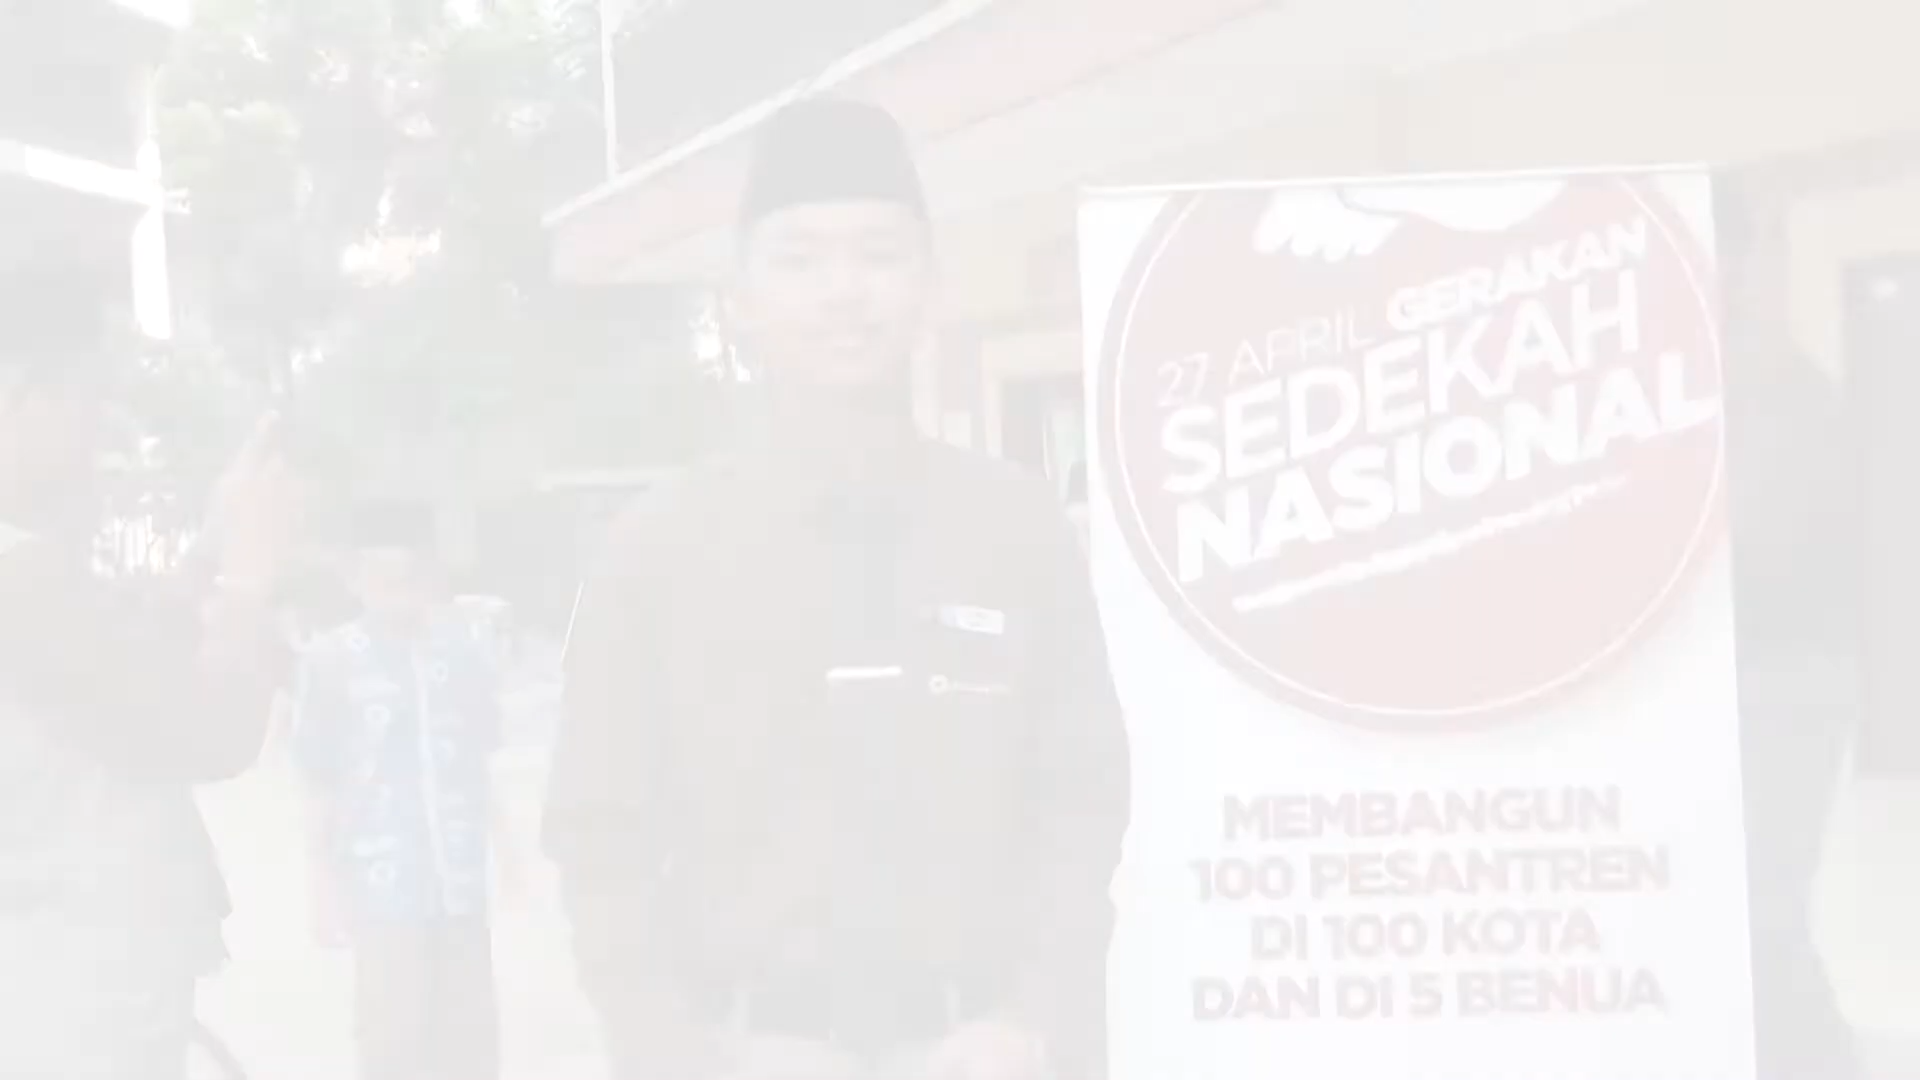 27 APRIL GERAKAN
SEDEKAH
NASIONAL
MEMBANGUN
100 PESANTREN
DI 100 KOTA
DAN DI 5 BENUA